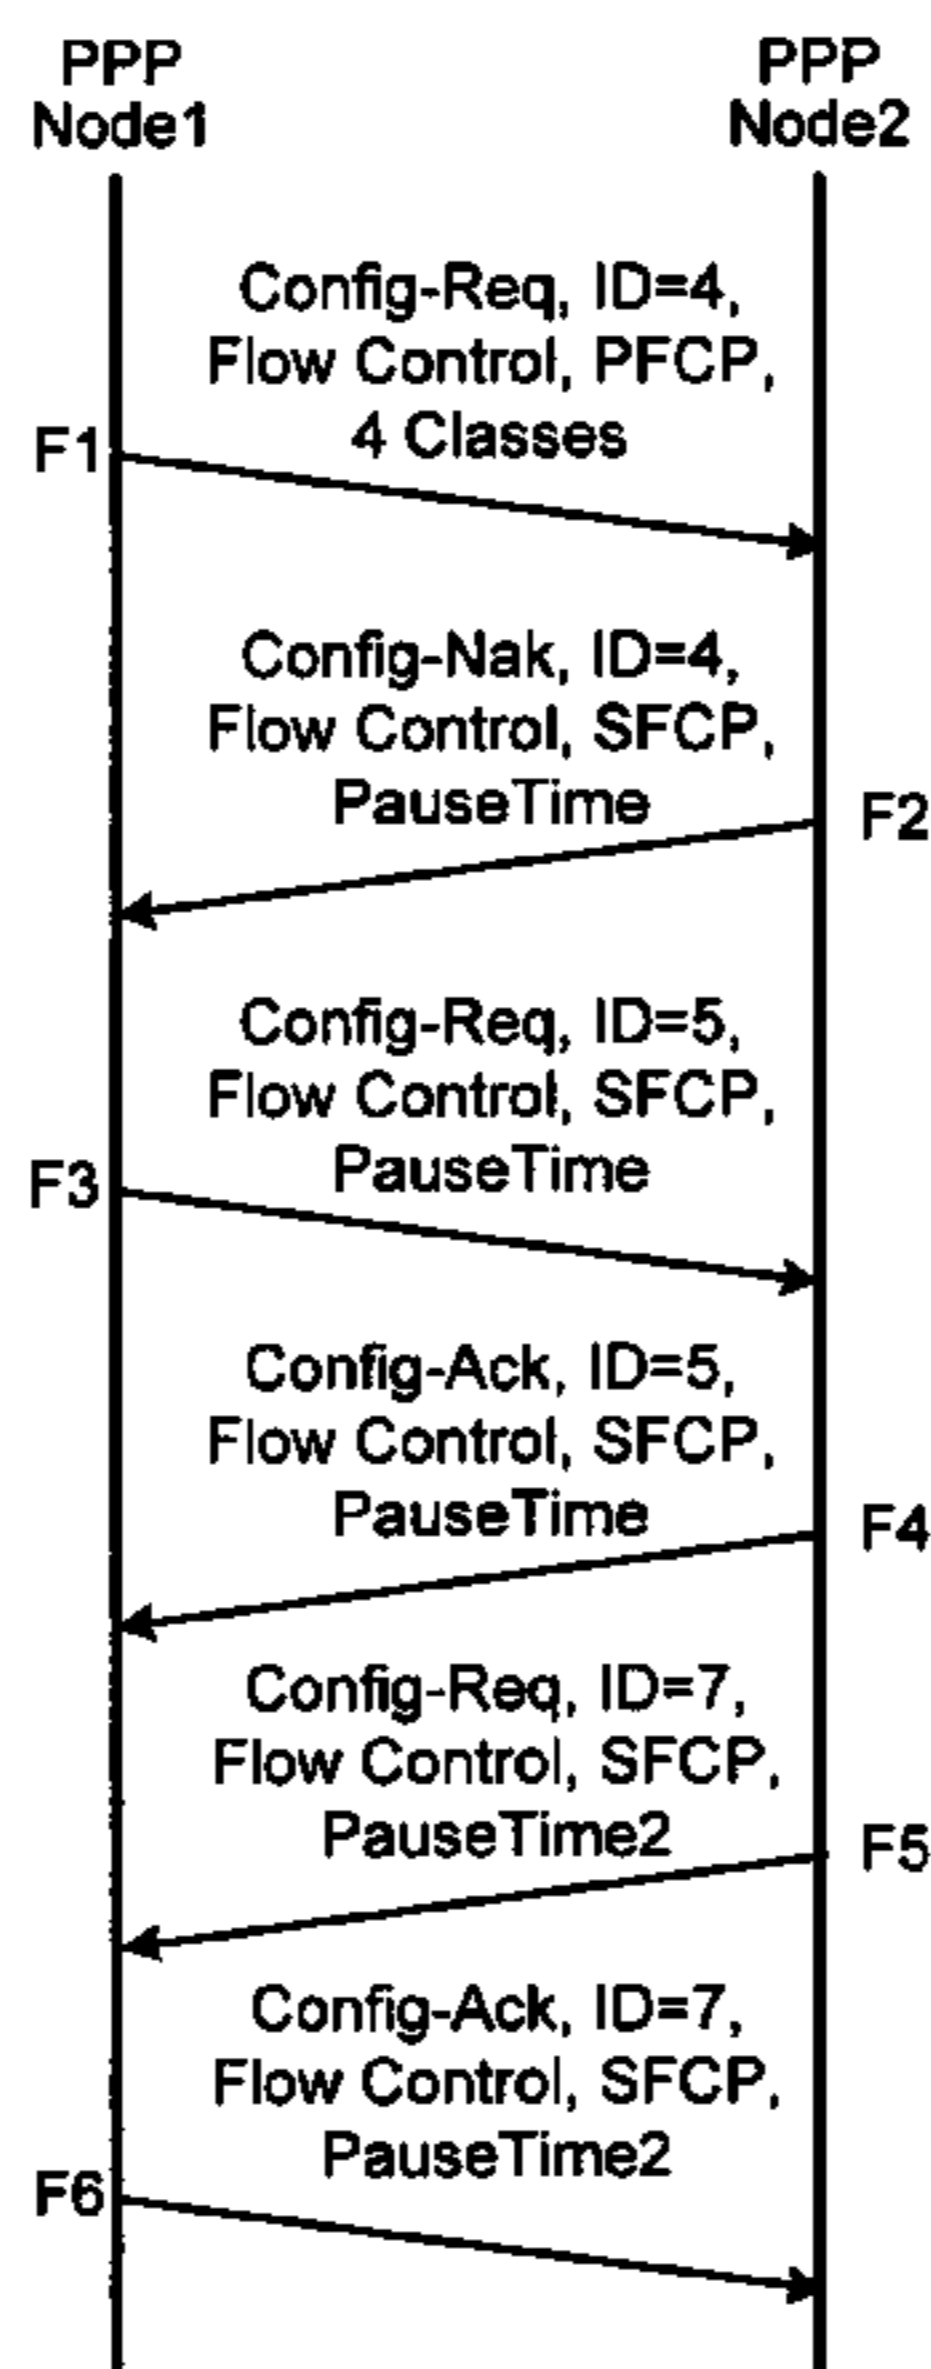 PPP
Node1
PPP
Node2
Config-Req, ID=4,
Flow Control, PFCP,
4 Classes
F1
Config-Nak, ID=4,
Flow Control, SFCP,
PauseTime
F2
Config-Req, ID=5,
Flow Control, SFCP,
PauseTime
F3
Config-Ack, ID=5,
Flow Control, SFCP,
PauseTime
F4
Config-Req, ID=7,
Flow Control, SFCP,
PauseTime2
F5
Config-Ack, ID=7,
Flow Control, SFCP,
PauseTime2
F6